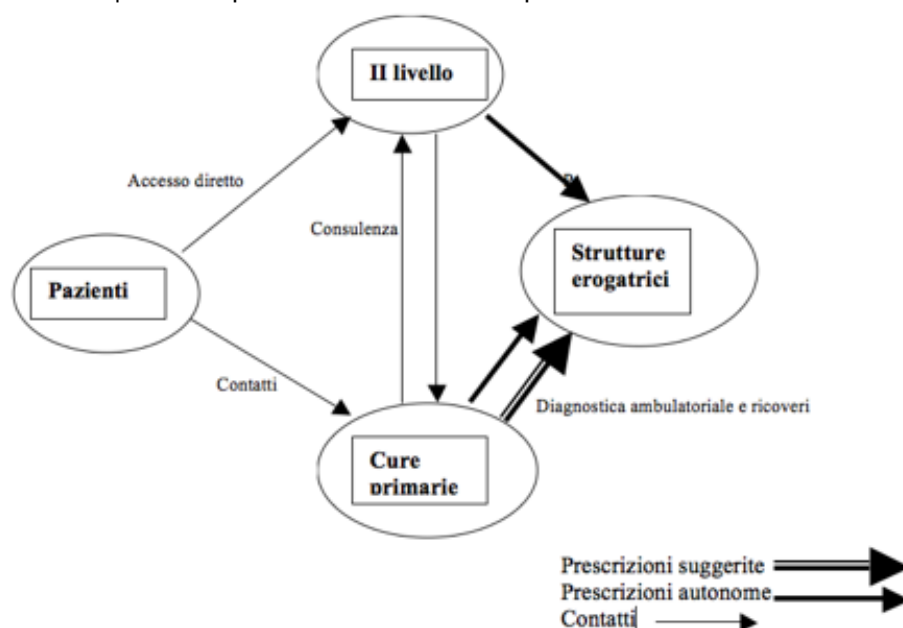 II livello
Accesso diretto
Consulenza
Strutture
erogatrici
Pazienti
Contatti
Diagnostica ambulatoriale e ricoveri
Cure
primarie
Prescrizioni suggerite
Prescrizioni autonome
Contatti